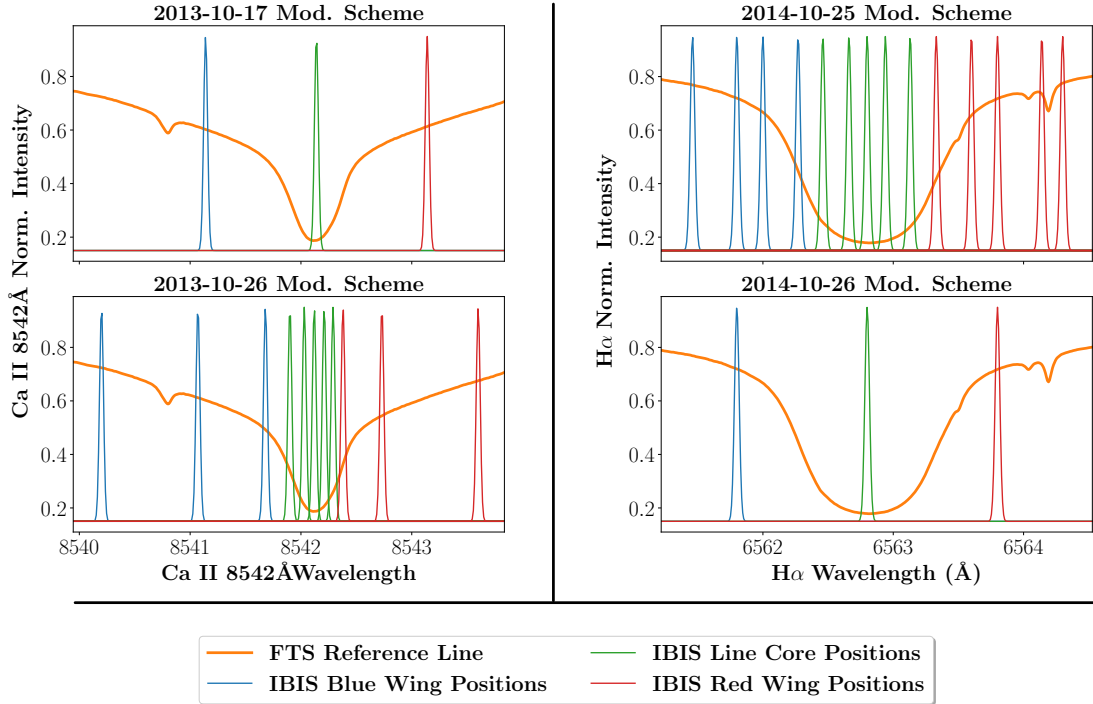 2013-10-17 Mod. Scheme
2014-10-25 Mod. Scheme
0.8
0.6
0.4
0.2
0.8
0.6
0.4
0.2
2013-10-26 Mod. Scheme
2014-10-26 Mod. Scheme
0.8
0.6
0.4
0.2
0.8
0.6
0.4
0.2
Ca II 8542Å Norm. Intensity
Hα Norm. Intensity
8540 8541 8542 8543
6562 6563 6564
Ca II 8542ÅWavelength
Hα Wavelength (Å)
FTS Reference Line
IBIS Blue Wing Positions
IBIS Line Core Positions
IBIS Red Wing Positions